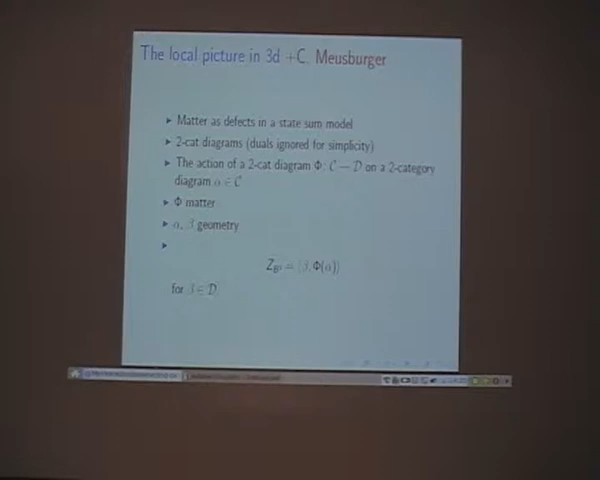 The local picture in 3d +C. Meusburger
Matter as defects in a state sum model
2-cat diagrams (duals ignored for simplicity)
The action of a 2-cat diagram Φ: C → D on a 2-category
diagram α ∈ C
Φ matter
α, β geometry
= ⟨β, Φ(α)⟩
for β ∈ D